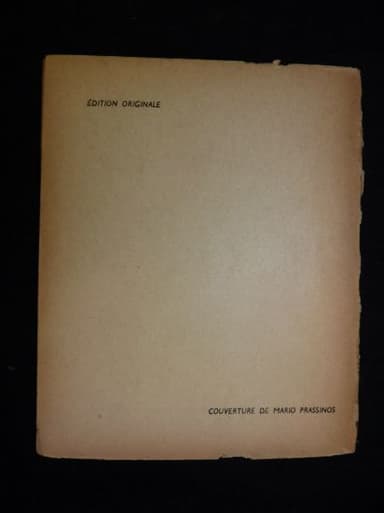 ÉDITION ORIGINALE
COUVERTURE DE MARIO PRASSINOS